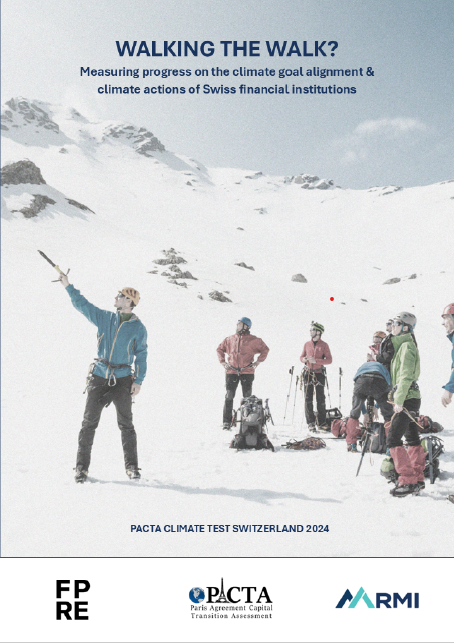 WALKING THE WALK?
Measuring progress on the climate goal alignment &
climate actions of Swiss financial institutions
PACTA CLIMATE TEST SWITZERLAND 2024
FP
RE
PACTA
Paris Agreement Capital
Transition Assessment
RMI